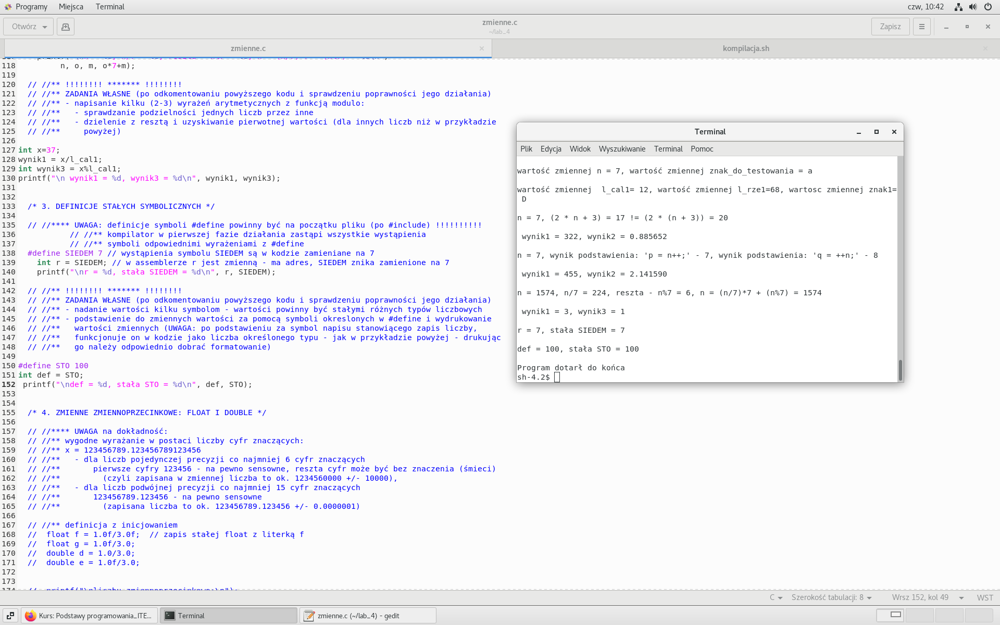 Programy Miejsca Terminal czw, 10:42
Otwórz zmienne.c Zapisz
~/lab_4
zmienne.c kompilacja.sh
118 n, o, m, o*7+m);
119
120 // //** !!!!!!!! ******* !!!!!!!!
121 // //** ZADANIA WŁASNE (po odkomentowaniu powyższego kodu i sprawdzeniu poprawności jego działania)
122 // //** - napisanie kilku (2-3) wyrażeń arytmetycznych z funkcją modulo:
123 // //**   - sprawdzanie podzielności jednych liczb przez inne
124 // //**   - dzielenie z resztą i uzyskiwanie pierwotnej wartości (dla innych liczb niż w przykładzie
125 // //**     powyżej)
126
127 int x=37;
128 wynik1 = x/l_cal1;
129 int wynik3 = x%l_cal1;
130 printf("\n wynik1 = %d, wynik3 = %d\n", wynik1, wynik3);
131
132
133 /* 3. DEFINICJE STAŁYCH SYMBOLICZNYCH */
134
135 // //**** UWAGA: definicje symboli #define powinny być na początku pliku (po #include) !!!!!!!!!!
136 // //** kompilator w pierwszej fazie działania zastąpi wszystkie wystąpienia
137 // //** symboli odpowiednimi wyrażeniami z #define
138 #define SIEDEM 7 // wystąpienia symbolu SIEDEM są w kodzie zamieniane na 7
139 int r = SIEDEM; // w assemblerze r jest zmienną - ma adres, SIEDEM znika zamienione na 7
140 printf("\nr = %d, stała SIEDEM = %d\n", r, SIEDEM);
141
142 // //** !!!!!!!! ******* !!!!!!!!
143 // //** ZADANIA WŁASNE (po odkomentowaniu powyższego kodu i sprawdzeniu poprawności jego działania)
144 // //** - nadanie wartości kilku symbolom - wartości powinny być stałymi różnych typów liczbowych
145 // //** - podstawienie do zmiennych wartości za pomocą symboli okreslonych w #define i wydrukowanie
146 // //**   wartości zmiennych (UWAGA: po podstawieniu za symbol napisu stanowiącego zapis liczby,
147 // //**   funkcjonuje on w kodzie jako liczba określonego typu - jak w przykładzie powyżej - drukując
148 // //**   go należy odpowiednio dobrać formatowanie)
149
150 #define STO 100
151 int def = STO;
152 printf("\ndef = %d, stała STO = %d\n", def, STO);
153
154
155 /* 4. ZMIENNE ZMIENNOPRZECINKOWE: FLOAT I DOUBLE */
156
157 // //**** UWAGA na dokładność:
158 // //** wygodne wyrażanie w postaci liczby cyfr znaczących:
159 // //** x = 123456789.123456789123456
160 // //**   - dla liczb pojedynczej precyzji co najmniej 6 cyfr znaczących
161 // //**       pierwsze cyfry 123456 - na pewno sensowne, reszta cyfr może być bez znaczenia (śmieci)
162 // //**         (czyli zapisana w zmiennej liczba to ok. 1234560000 +/- 10000),
163 // //**   - dla liczb podwójnej precyzji co najmniej 15 cyfr znaczących
164 // //**       123456789.123456 - na pewno sensowne
165 // //**         (zapisana liczba to ok. 123456789.123456 +/- 0.0000001)
166
167 // //** definicja z inicjowaniem
168 //  float f = 1.0f/3.0f;  // zapis stałej float z literką f
169 //  float g = 1.0f/3.0;
170 //  double d = 1.0/3.0;
171 //  double e = 1.0f/3.0;
172
173
174 //  printf("\nliczby zmiennoprzecinkowe:\n");
Terminal
Plik Edycja Widok Wyszukiwanie Terminal Pomoc
wartość zmiennej n = 7, wartość zmiennej znak_do_testowania = a
wartość zmiennej  l_cal1= 12, wartość zmiennej l_rze1=68, wartosc zmiennej znak1=
D
n = 7, (2 * n + 3) = 17 != (2 * (n + 3)) = 20
wynik1 = 322, wynik2 = 0.885652
n = 7, wynik podstawienia: 'p = n++;' - 7, wynik podstawienia: 'q = ++n;' - 8
wynik1 = 455, wynik2 = 2.141590
n = 1574, n/7 = 224, reszta - n%7 = 6, n = (n/7)*7 + (n%7) = 1574
wynik1 = 3, wynik3 = 1
r = 7, stała SIEDEM = 7
def = 100, stała STO = 100
Program dotarł do końca
sh-4.2$
C Szerokość tabulacji: 8 Wrsz 152, kol 49 WST
Kurs: Podstawy programowania_ITE... Terminal zmienne.c (~/lab_4) - gedit